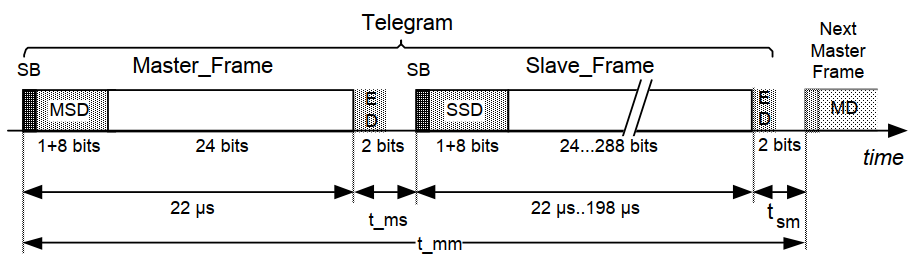 Telegram
SB Master_Frame SB Slave_Frame
Next
Master
Frame
MSD ED SSD ED MD
1+8 bits 24 bits 2 bits 1+8 bits 24...288 bits 2 bits
time
22 µs t_ms 22 µs..198 µs t sm
t_mm